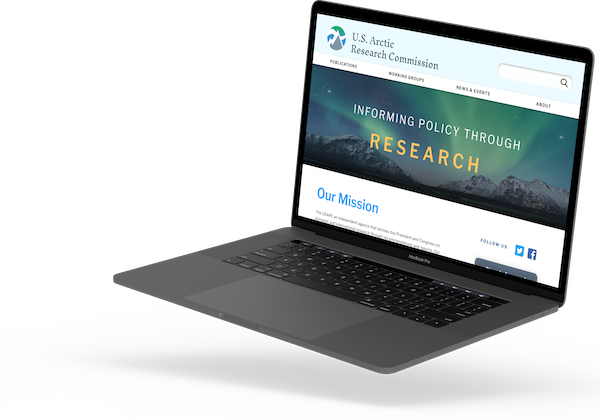 U.S. Arctic
Research Commission
PUBLICATIONS
WORKING GROUPS
NEWS & EVENTS
ABOUT
INFORMING POLICY THROUGH
RESEARCH
Our Mission
The USARC an independent agency that advises the President and Congress on
FOLLOW US
MacBook Pro